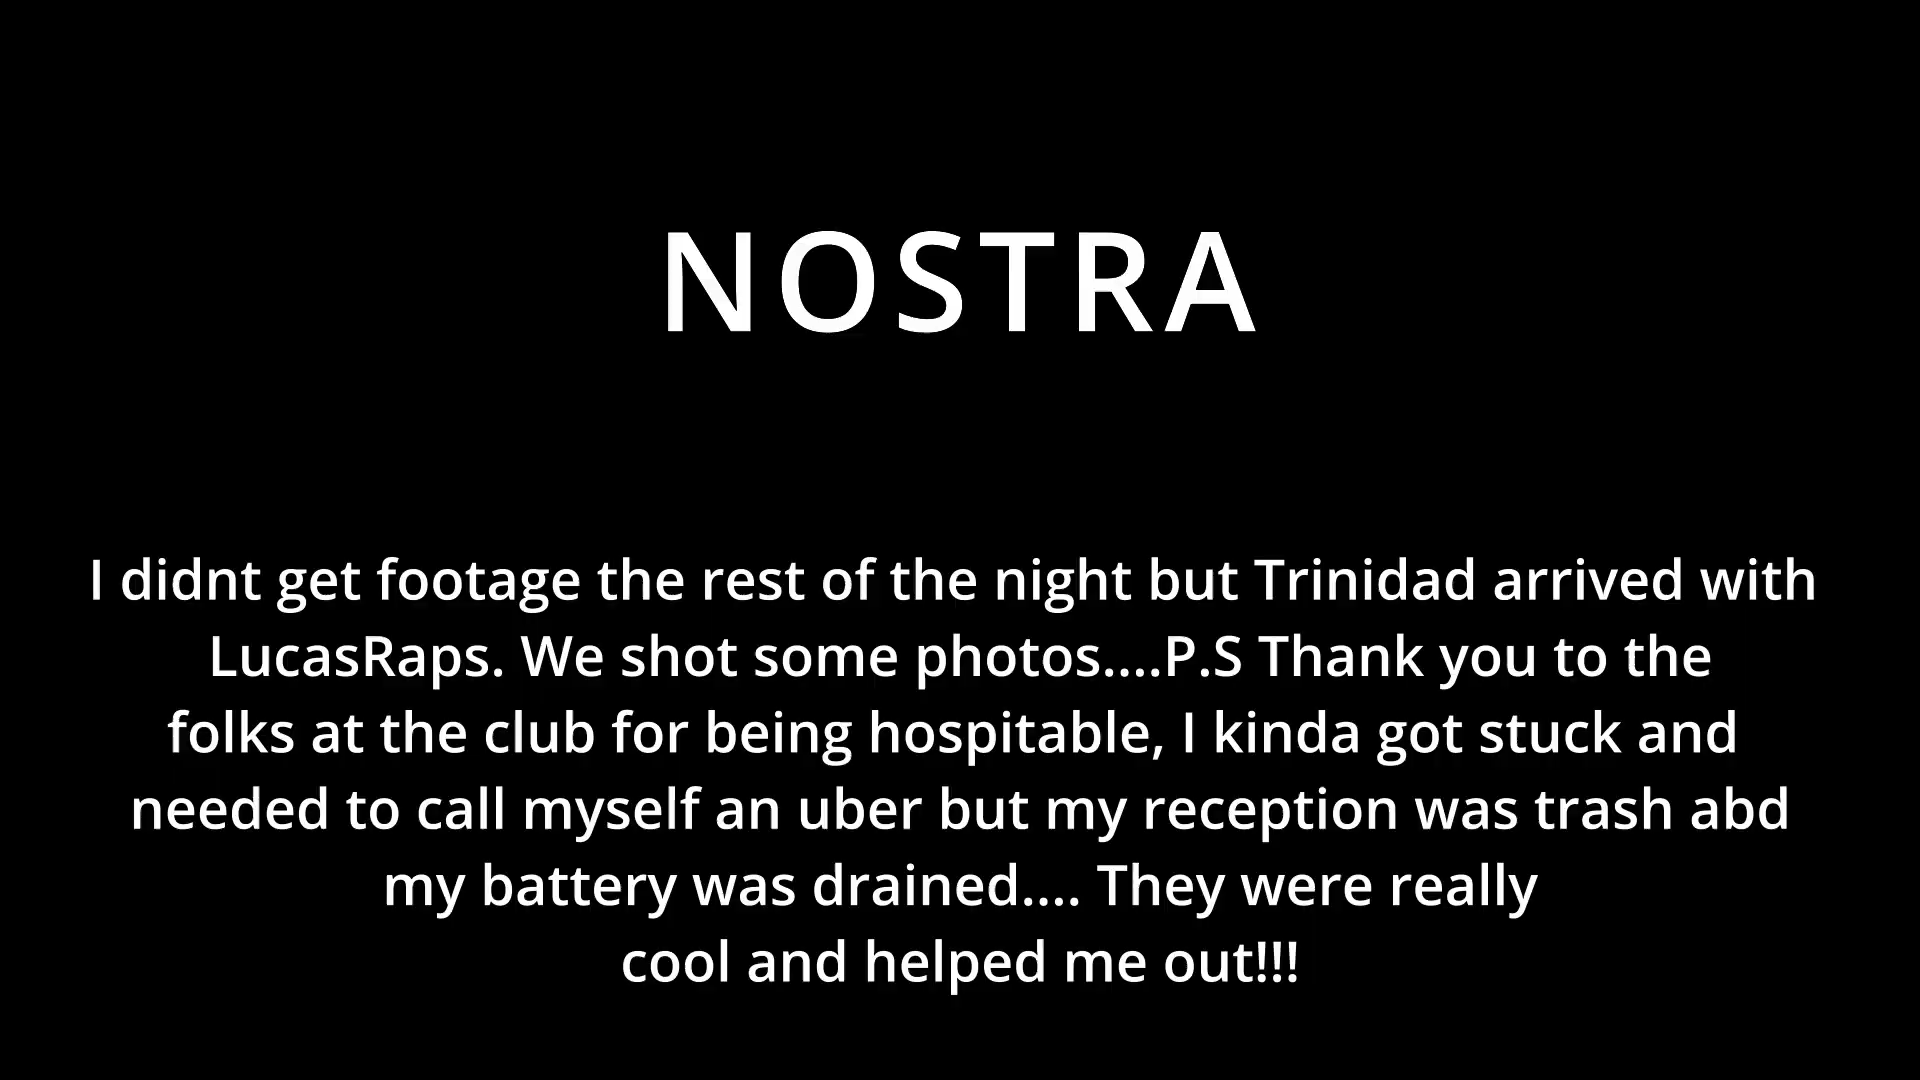 NOSTRA
I didnt get footage the rest of the night but Trinidad arrived with
LucasRaps. We shot some photos....P.S Thank you to the
folks at the club for being hospitable, I kinda got stuck and
needed to call myself an uber but my reception was trash abd
my battery was drained.... They were really
cool and helped me out!!!